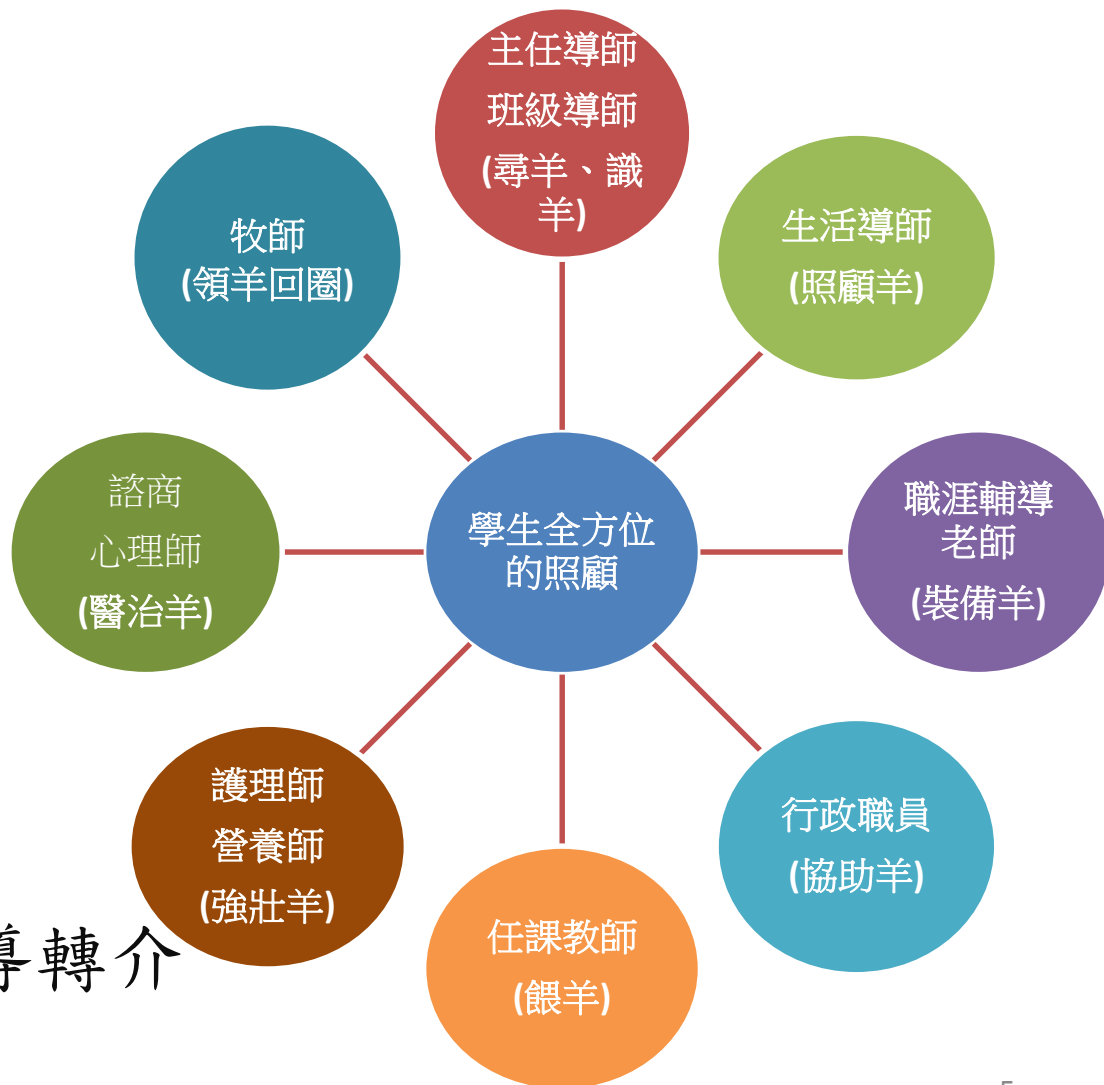 主任導師
班級導師
(尋羊、識
羊)
牧師
(領羊回圈)
生活導師
(照顧羊)
諮商
心理師
(醫治羊)
學生全方位
的照顧
職涯輔導
老師
(裝備羊)
護理師
營養師
(強壯羊)
行政職員
(協助羊)
任課教師
(餵羊)
導轉介